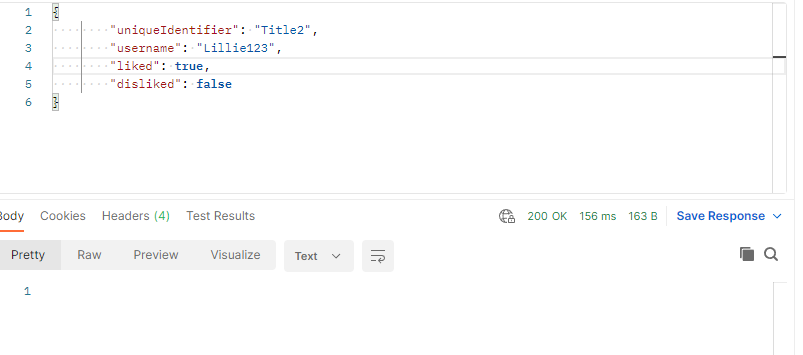 1 {
2 "uniqueIdentifier": "Title2",
3 "username": "Lillie123",
4 "liked": true,
5 "disliked": false
6 }
Body Cookies Headers (4) Test Results 200 OK 156 ms 163 B Save Response
Pretty Raw Preview Visualize Text
1